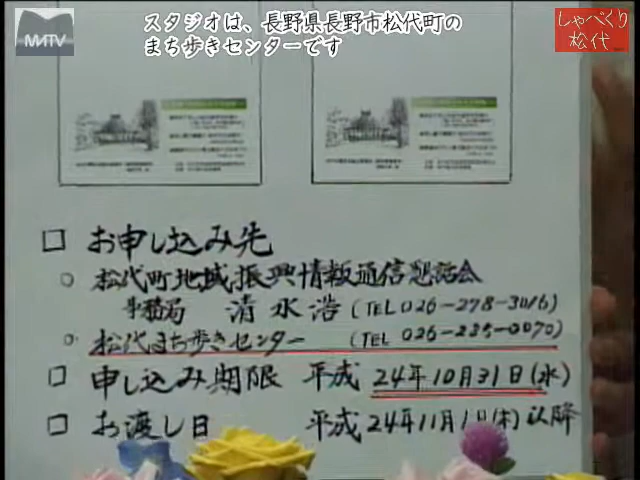 MATV
スタジオは、長野県長野市松代町の
まち歩きセンターです
しゃべくり
松代
□ お申し込み先
○ 松代町地域振興情報通信懇話会
事務局 清水浩(TEL 026-278-3016)
○ 松代まち歩きセンター (TEL 026-285-0070)
□ 申し込み期限 平成 24年10月31日(水)
□ お渡し日 平成24年11月1日(木)以降